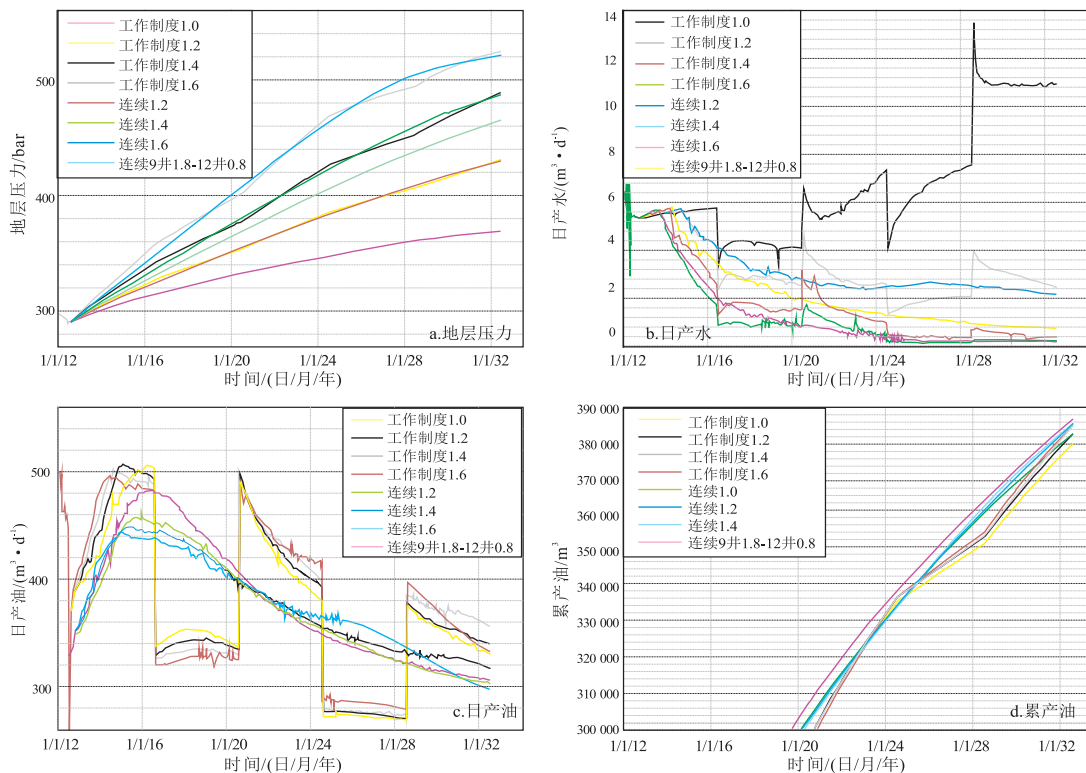 工作制度1.0
工作制度1.2
工作制度1.4
工作制度1.6
连续1.2
连续1.4
连续1.6
连续9井1.8-12井0.8
500
400
300
地层压力/bar
a.地层压力
1/1/12
1/1/16
1/1/20
1/1/24
1/1/28
1/1/32
时间/(日/月/年)
工作制度1.0
工作制度1.2
工作制度1.4
工作制度1.6
连续1.2
连续1.4
连续1.6
连续9井1.8-12井0.8
14
12
10
8
6
4
2
0
日产水/(m³·d⁻¹)
b.日产水
1/1/12
1/1/16
1/1/20
1/1/24
1/1/28
1/1/32
时间/(日/月/年)
工作制度1.0
工作制度1.2
工作制度1.4
工作制度1.6
连续1.2
连续1.4
连续1.6
连续9井1.8-12井0.8
500
400
300
日产油/(m³·d⁻¹)
c.日产油
1/1/12
1/1/16
1/1/20
1/1/24
1/1/28
1/1/32
时间/(日/月/年)
工作制度1.0
工作制度1.2
工作制度1.4
工作制度1.6
连续1.0
连续1.2
连续1.4
连续9井1.8-12井0.8
390 000
380 000
370 000
360 000
350 000
340 000
330 000
320 000
310 000
300 000
累产油/m³
d.累产油
1/1/12
1/1/16
1/1/20
1/1/24
1/1/28
1/1/32
时间/(日/月/年)